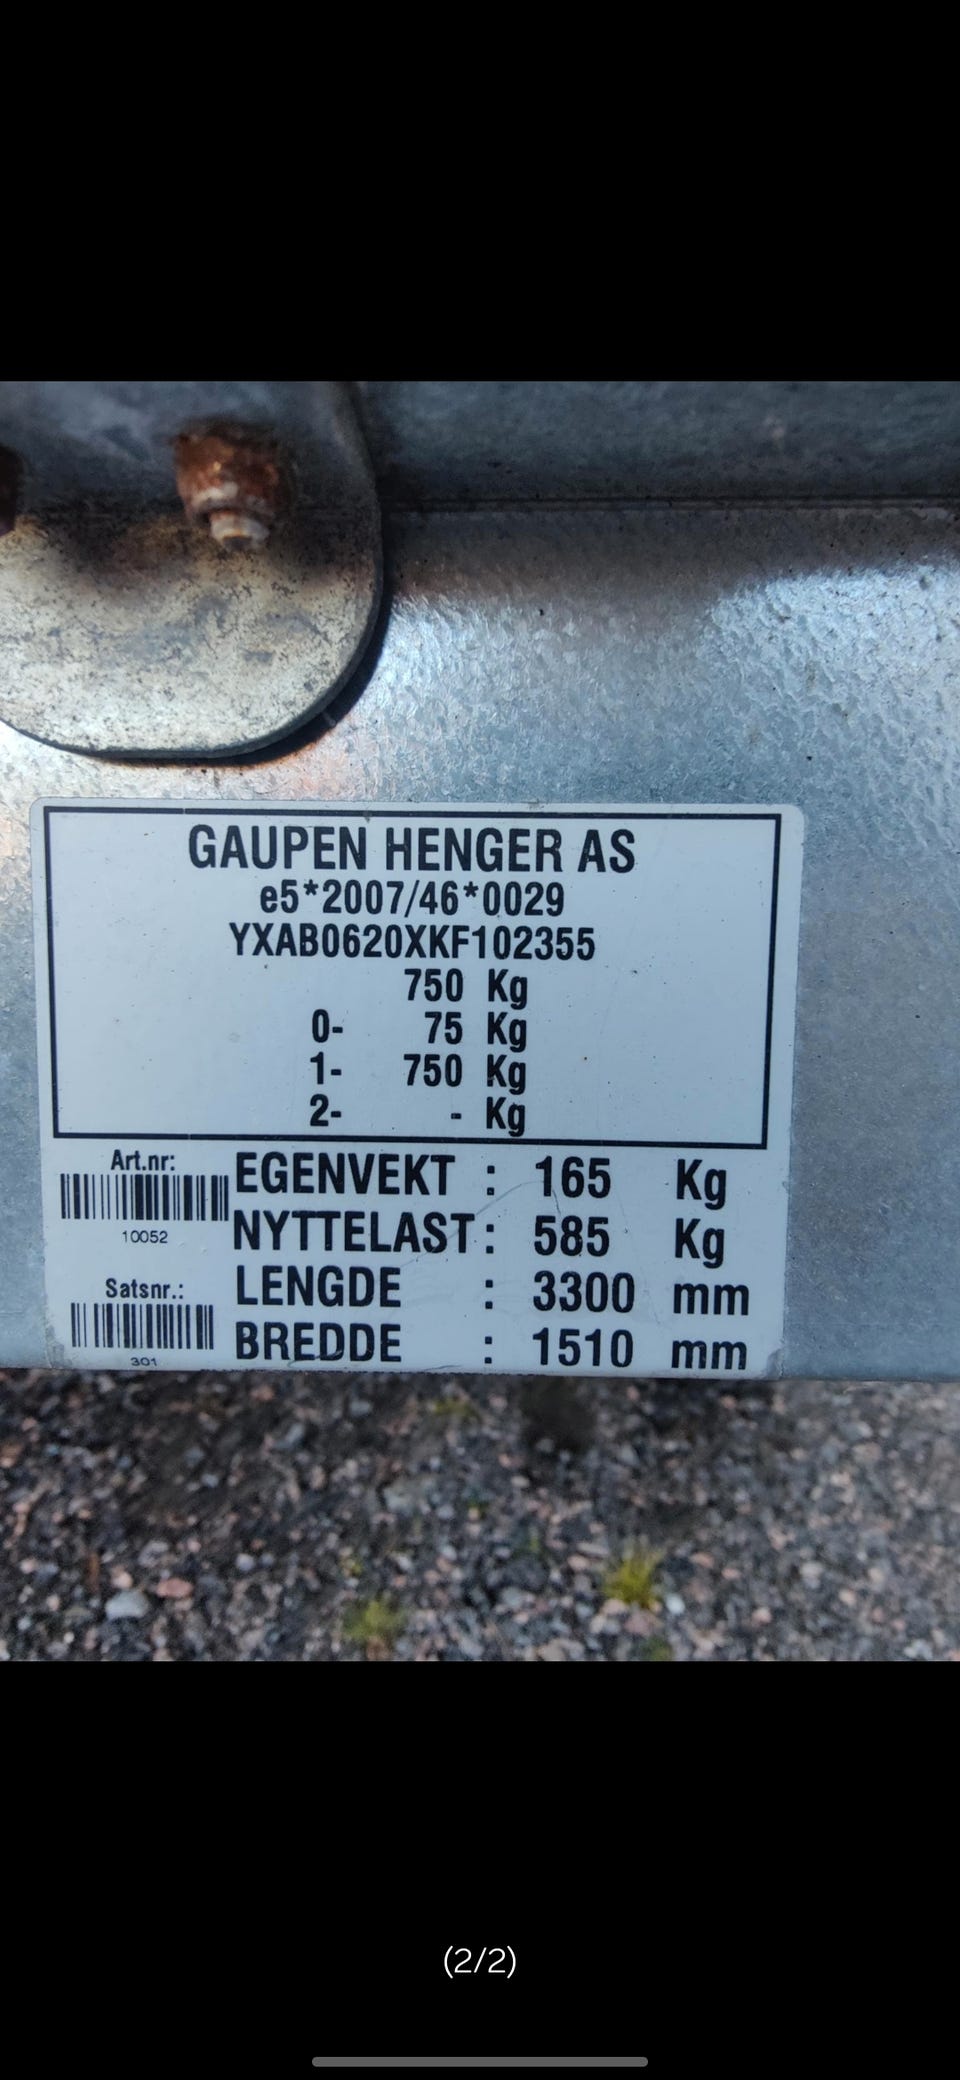 GAUPEN HENGER AS
e5*2007/46*0029
YXAB0620XKF102355
750 Kg
0- 75 Kg
1- 750 Kg
2- - Kg
Art.nr:
10052
EGENVEKT : 165 Kg
NYTTELAST : 585 Kg
Satsnr.:
301
LENGDE : 3300 mm
BREDDE : 1510 mm
(2/2)